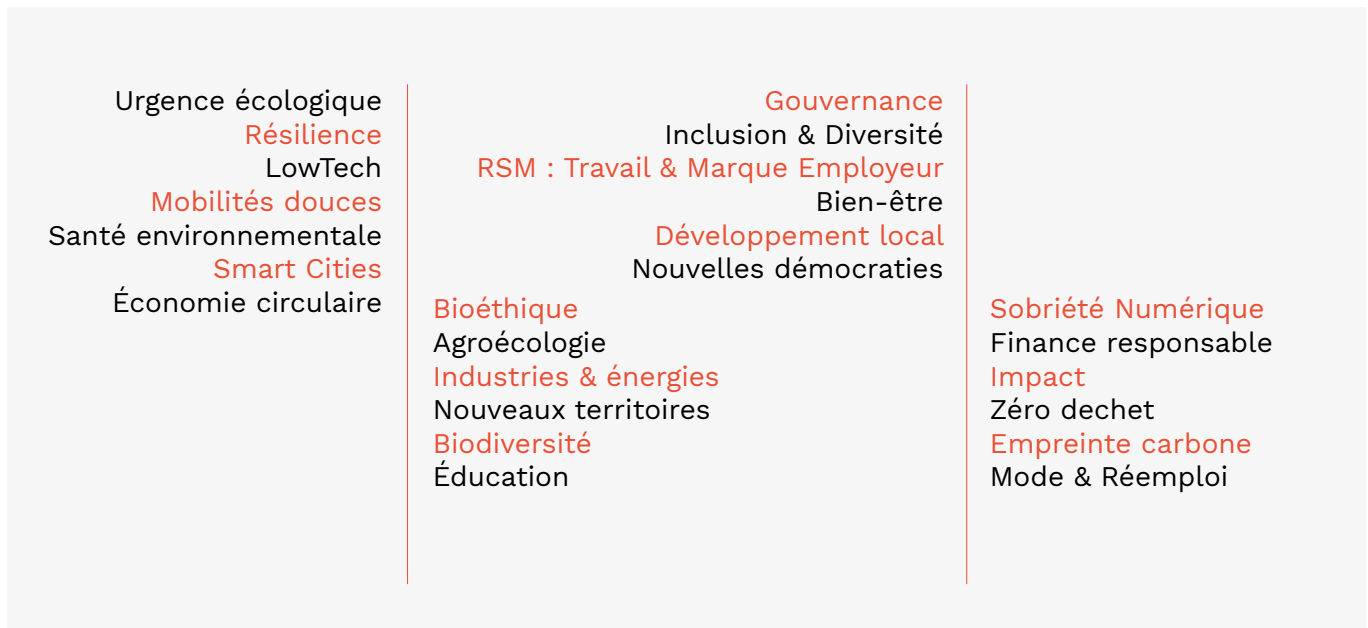 Urgence écologique
Résilience
LowTech
Mobilités douces
Santé environnementale
Smart Cities
Économie circulaire
Gouvernance
Inclusion & Diversité
RSM : Travail & Marque Employeur
Bien-être
Développement local
Nouvelles démocraties
Bioéthique
Agroécologie
Industries & énergies
Nouveaux territoires
Biodiversité
Éducation
Sobriété Numérique
Finance responsable
Impact
Zéro dechet
Empreinte carbone
Mode & Réemploi